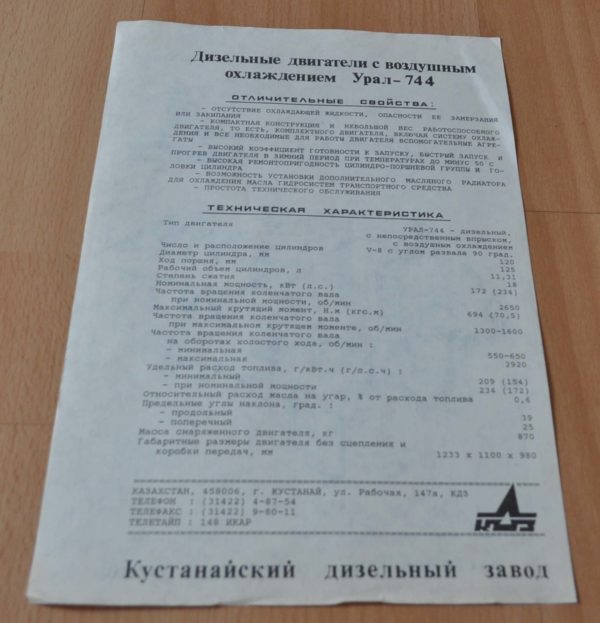 Дизельные двигатели с воздушным
охлаждением Урал-744
ОТЛИЧИТЕЛЬНЫЕ СВОЙСТВА:
- ОТСУТСТВИЕ ОХЛАЖДАЮЩЕЙ ЖИДКОСТИ, ОПАСНОСТИ ЕЕ ЗАМЕРЗАНИЯ
ИЛИ ЗАКИПАНИЯ
- КОМПАКТНАЯ КОНСТРУКЦИЯ И НЕБОЛЬШОЙ ВЕС РАБОТОСПОСОБНОГО
ДВИГАТЕЛЯ, ТО ЕСТЬ, КОМПЛЕКТНОГО ДВИГАТЕЛЯ, ВКЛЮЧАЯ СИСТЕМУ ОХЛАЖ-
ДЕНИЯ И ВСЕ НЕОБХОДИМЫЕ ДЛЯ РАБОТЫ ДВИГАТЕЛЯ ВСПОМОГАТЕЛЬНЫЕ АГРЕ-
ГАТЫ
- ВЫСОКИЙ КОЭФФИЦИЕНТ ГОТОВНОСТИ К ЗАПУСКУ, БЫСТРЫЙ ЗАПУСК И
ПРОГРЕВ ДВИГАТЕЛЯ В ЗИМНИЙ ПЕРИОД ПРИ ТЕМПЕРАТУРАХ ДО МИНУС 50 С
- ВЫСОКАЯ РЕМОНТОПРИГОДНОСТЬ ЦИЛИНДРО-ПОРШНЕВОЙ ГРУППЫ И ГО-
ЛОВКИ ЦИЛИНДРА
- ВОЗМОЖНОСТЬ УСТАНОВКИ ДОПОЛНИТЕЛЬНОГО МАСЛЯНОГО РАДИАТОРА
ДЛЯ ОХЛАЖДЕНИЯ МАСЛА ГИДРОСИСТЕМ ТРАНСПОРТНОГО СРЕДСТВА
- ПРОСТОТА ТЕХНИЧЕСКОГО ОБСЛУЖИВАНИЯ
ТЕХНИЧЕСКАЯ ХАРАКТЕРИСТИКА
Тип двигателя УРАЛ-744 - дизельный,
с непосредственным впрыском,
с воздушным охлаждением
Число и расположение цилиндров V-8 с углом развала 90 град.
Диаметр цилиндра, мм 120
Ход поршня, мм 125
Рабочий объем цилиндров, л 11,31
Степень сжатия 18
Номинальная мощность, кВт (л.с.) 172 (234)
Частота вращения коленчатого вала
при номинальной мощности, об/мин 2650
Максимальный крутящий момент, Н.м (кгс.м) 694 (70,5)
Частота вращения коленчатого вала
при максимальном крутящем моменте, об/мин 1300-1600
Частота вращения коленчатого вала
на оборотах холостого хода, об/мин :
- минимальная 550-650
- максимальная 2920
Удельный расход топлива, г/кВт.ч (г/л.с.ч) :
- минимальный 209 (154)
- при номинальной мощности 234 (172)
Относительный расход масла на угар, % от расхода топлива 0,6
Предельные углы наклона, град. :
- продольный 39
- поперечный 25
Масса снаряженного двигателя, кг 870
Габаритные размеры двигателя без сцепления и
коробки передач, мм 1233 х 1100 х 980
КАЗАХСТАН, 458006, г. КУСТАНАЙ, ул. Рабочая, 147а, КДЗ
ТЕЛЕФОН : (31422) 4-87-54
ТЕЛЕФАКС : (31422) 9-80-11
ТЕЛЕТАЙП : 148 ИКАР
КДЗ
Кустанайский дизельный завод